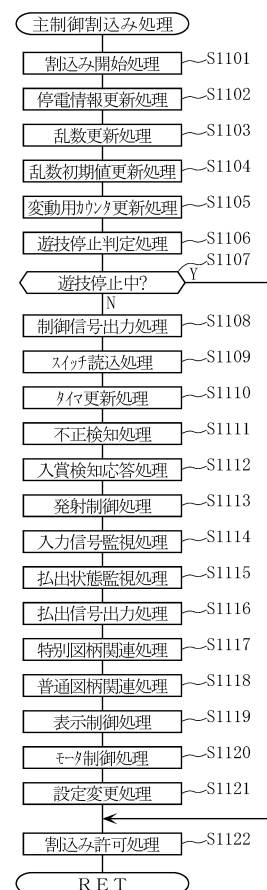 主制御割込み処理
割込み開始処理 S1101
停電情報更新処理 S1102
乱数更新処理 S1103
乱数初期値更新処理 S1104
変動用ｶｳﾝﾀ更新処理 S1105
遊技停止判定処理 S1106
S1107
遊技停止中? Y
N
制御信号出力処理 S1108
ｽｲｯﾁ読込処理 S1109
ﾀｲﾏ更新処理 S1110
不正検知処理 S1111
入賞検知応答処理 S1112
発射制御処理 S1113
入力信号監視処理 S1114
払出状態監視処理 S1115
払出信号出力処理 S1116
特別図柄関連処理 S1117
普通図柄関連処理 S1118
表示制御処理 S1119
ﾓｰﾀ制御処理 S1120
設定変更処理 S1121
割込み許可処理 S1122
RET